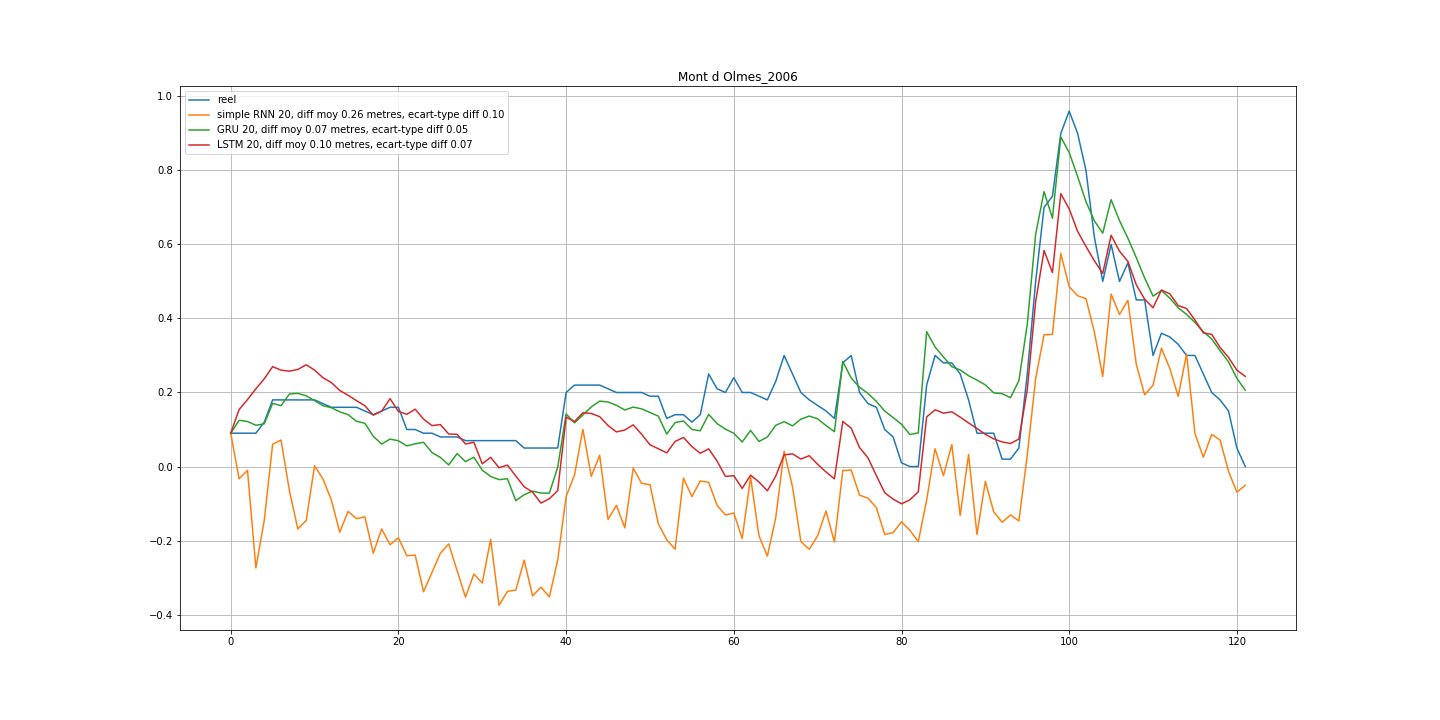 Mont d Olmes_2006
reel
simple RNN 20, diff moy 0.26 metres, ecart-type diff 0.10
GRU 20, diff moy 0.07 metres, ecart-type diff 0.05
LSTM 20, diff moy 0.10 metres, ecart-type diff 0.07
1.0
0.8
0.6
0.4
0.2
0.0
−0.2
−0.4
0 20 40 60 80 100 120